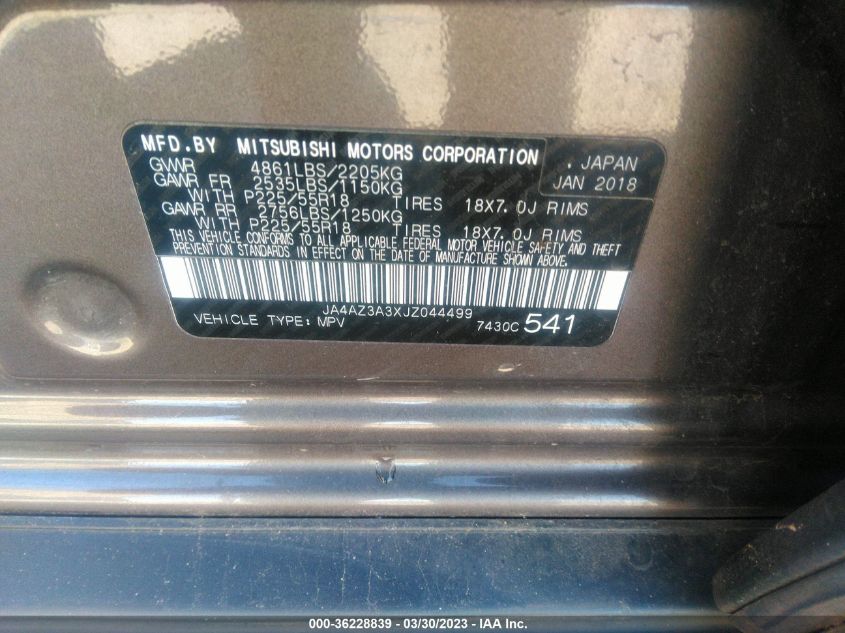 MFD.BY MITSUBISHI MOTORS CORPORATION . JAPAN
GVWR 4861LBS/2205KG JAN 2018
GAWR FR 2535LBS/1150KG
WITH P225/55R18 TIRES 18X7.0J RIMS
GAWR RR 2756LBS/1250KG
WITH P225/55R18 TIRES 18X7.0J RIMS
THIS VEHICLE CONFORMS TO ALL APPLICABLE FEDERAL MOTOR VEHICLE SAFETY AND THEFT
PREVENTION STANDARDS IN EFFECT ON THE DATE OF MANUFACTURE SHOWN ABOVE.
JA4AZ3A3XJZ044499
VEHICLE TYPE: MPV 7430C 541
000-36228839 - 03/30/2023 - IAA Inc.